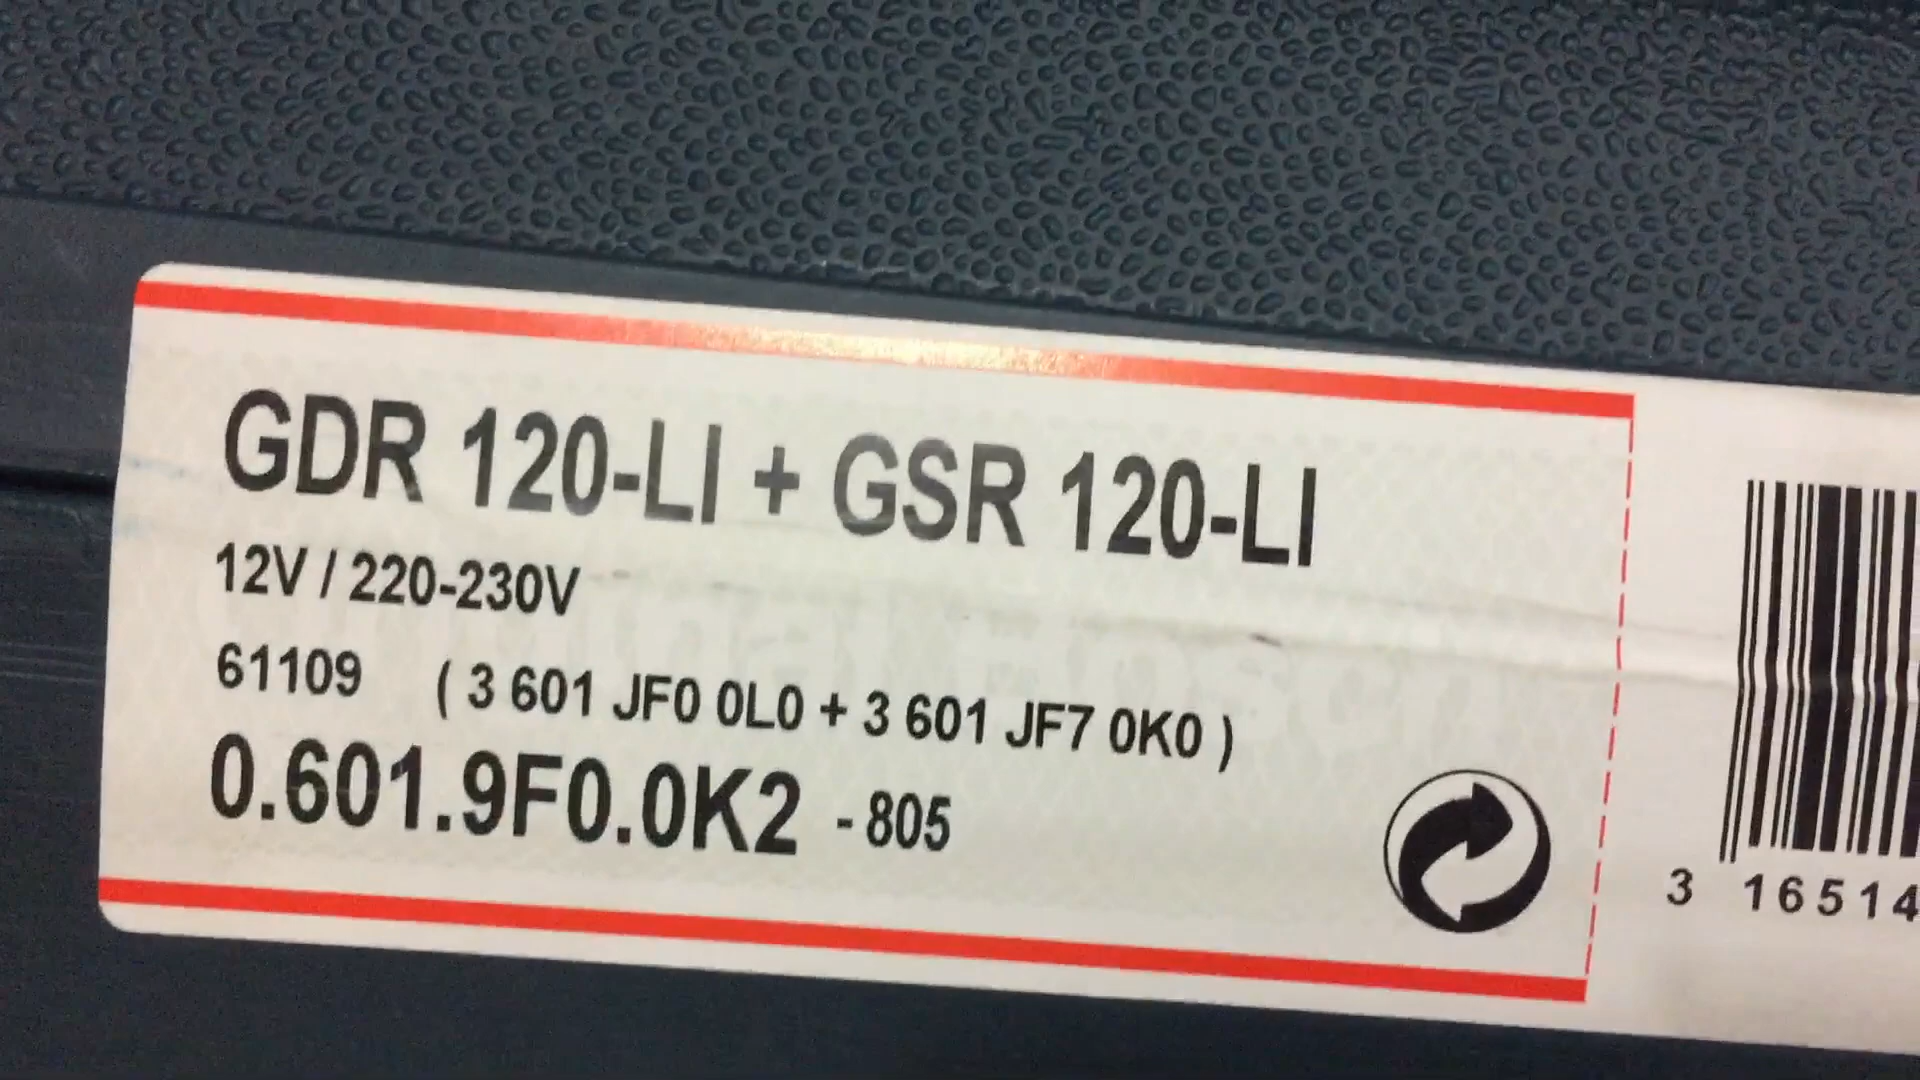 GDR 120-LI + GSR 120-LI
12V / 220-230V
61109 ( 3 601 JF0 0L0 + 3 601 JF7 0K0 )
0.601.9F0.0K2 - 805
3 16514